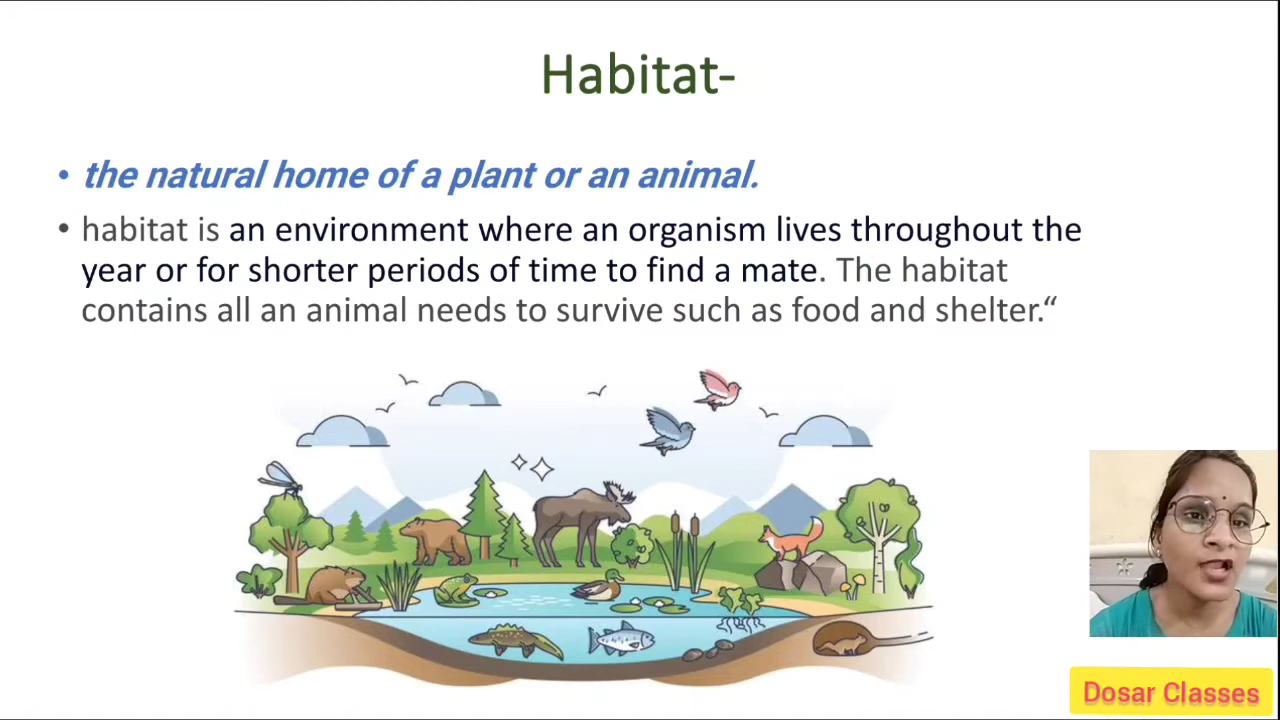 Habitat-
• the natural home of a plant or an animal.
• habitat is an environment where an organism lives throughout the
year or for shorter periods of time to find a mate. The habitat
contains all an animal needs to survive such as food and shelter.“
Dosar Classes